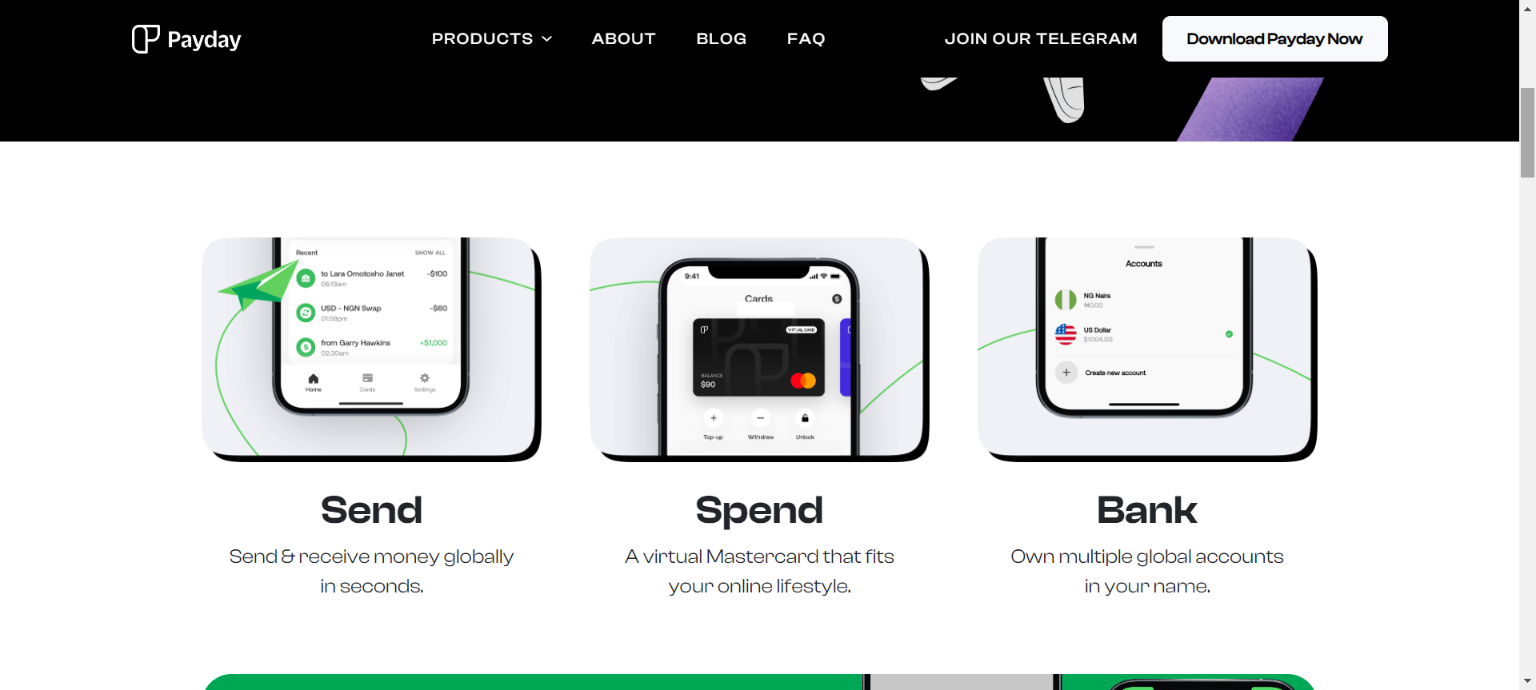 Payday
PRODUCTS
ABOUT
BLOG
FAQ
JOIN OUR TELEGRAM
Download Payday Now
Recent
SHOW ALL
to Lara Omotosho Janet
-$100
05:13am
USD - NGN Swap
-$60
01:09pm
from Garry Hawkins
+$1,000
02:35am
Home
Cards
Settings
9:41
Cards
VIRTUAL CARD
BALANCE
$90
Top-up
Withdraw
Unlock
Accounts
NG Naira
₦0.00
US Dollar
$1004.00
Create new account
Send
Send & receive money globally
in seconds.
Spend
A virtual Mastercard that fits
your online lifestyle.
Bank
Own multiple global accounts
in your name.